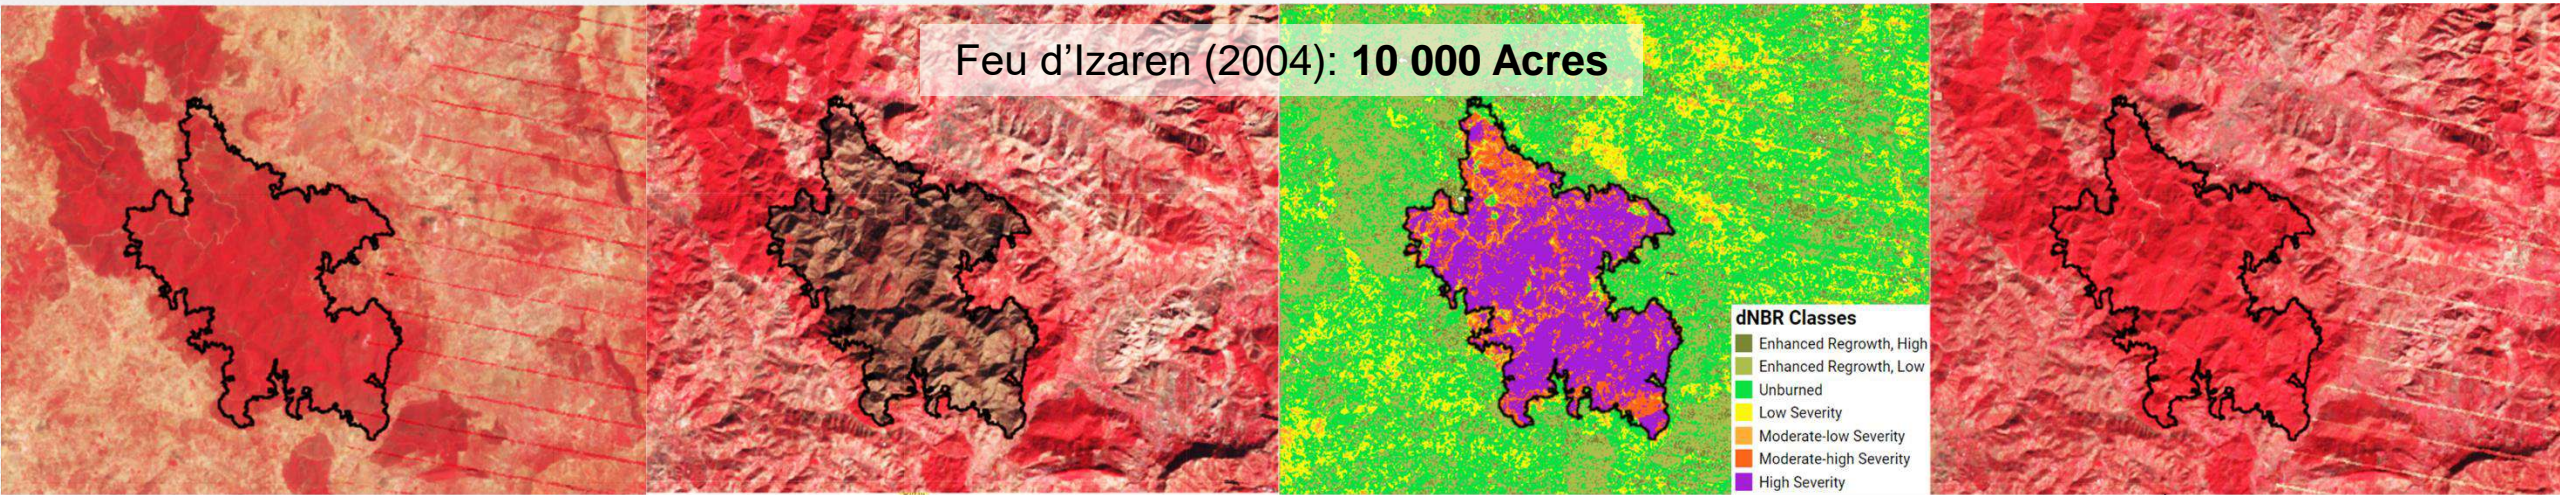 Feu d’Izaren (2004): 10 000 Acres
dNBR Classes
Enhanced Regrowth, High
Enhanced Regrowth, Low
Unburned
Low Severity
Moderate-low Severity
Moderate-high Severity
High Severity